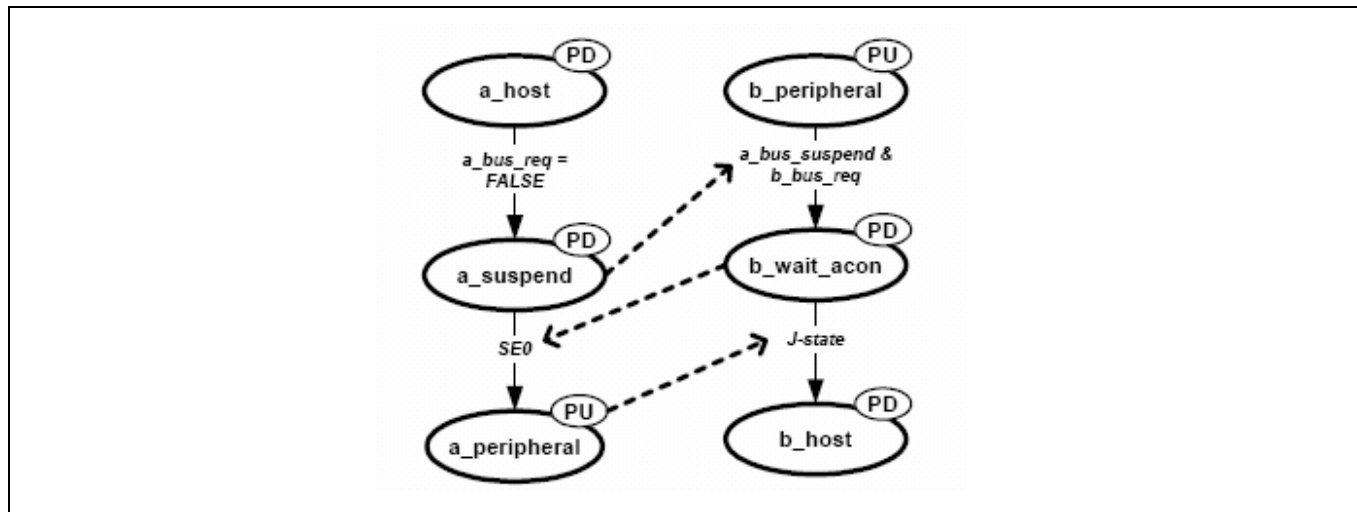 PD
a_host
a_bus_req =
FALSE
PD
a_suspend
SE0
PU
a_peripheral
PU
b_peripheral
a_bus_suspend &
b_bus_req
PD
b_wait_acon
J-state
PD
b_host